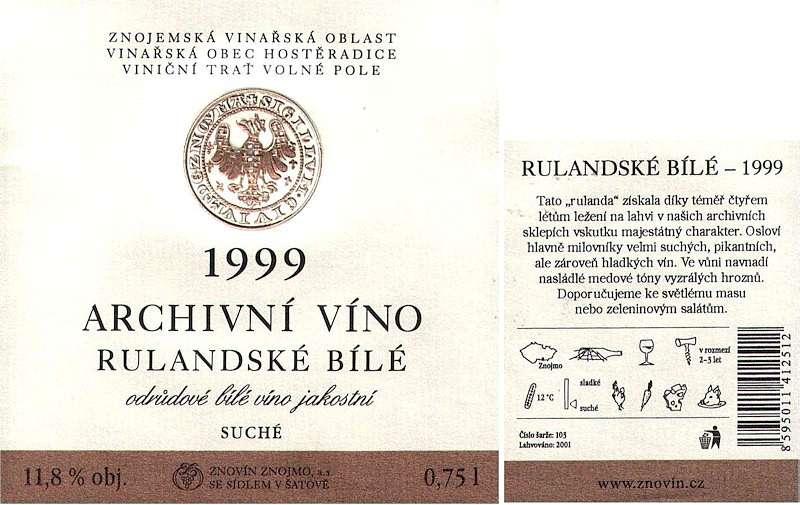 ZNOJEMSKÁ VINAŘSKÁ OBLAST
VINAŘSKÁ OBEC HOSTĚRADICE
VINIČNÍ TRAŤ VOLNÉ POLE
1999
ARCHIVNÍ VÍNO
RULANDSKÉ BÍLÉ
odrůdové bílé víno jakostní
SUCHÉ
11,8 % obj.
ZNOVÍN ZNOJMO, a.s.
SE SÍDLEM V ŠATOVĚ
0,75 l
RULANDSKÉ BÍLÉ – 1999
Tato „rulanda“ získala díky téměř čtyřem
létům ležení na lahvi v našich archivních
sklepích vskutku majestátný charakter. Osloví
hlavně milovníky velmi suchých, pikantních,
ale zároveň hladkých vín. Ve vůni navnadí
nasládlé medové tóny vyzrálých hroznů.
Doporučujeme ke světlému masu
nebo zeleninovým salátům.
Znojmo
v rozmezí
2–3 let
12 °C
sladké
suché
Číslo šarže: 103
Lahvováno: 2001
8 595011 412512
www.znovín.cz